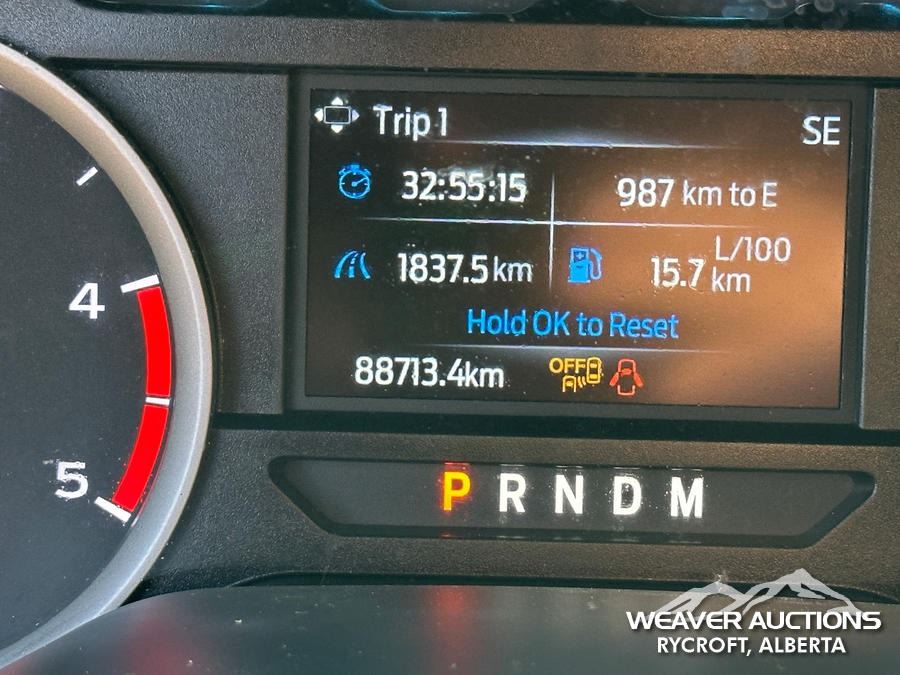 Trip 1
SE
32:55:15
987 km to E
1837.5 km
L/100
15.7 km
Hold OK to Reset
88713.4km
OFF
4
5
P R N D M
WEAVER AUCTIONS
RYCROFT, ALBERTA